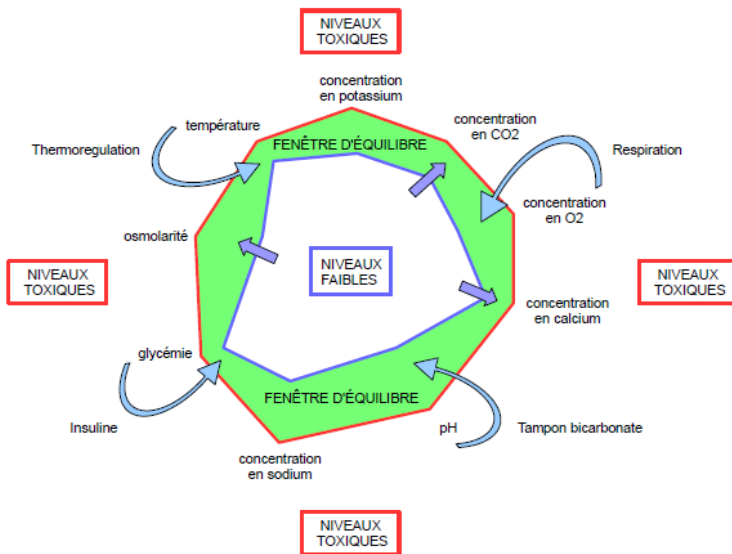 NIVEAUX
TOXIQUES
concentration
en potassium
température
concentration
en CO2
FENÊTRE D'ÉQUILIBRE
Thermoregulation
Respiration
concentration
en O2
osmolarité
NIVEAUX
TOXIQUES
NIVEAUX
FAIBLES
NIVEAUX
TOXIQUES
concentration
en calcium
glycémie
FENÊTRE D'ÉQUILIBRE
Insuline
pH
Tampon bicarbonate
concentration
en sodium
NIVEAUX
TOXIQUES